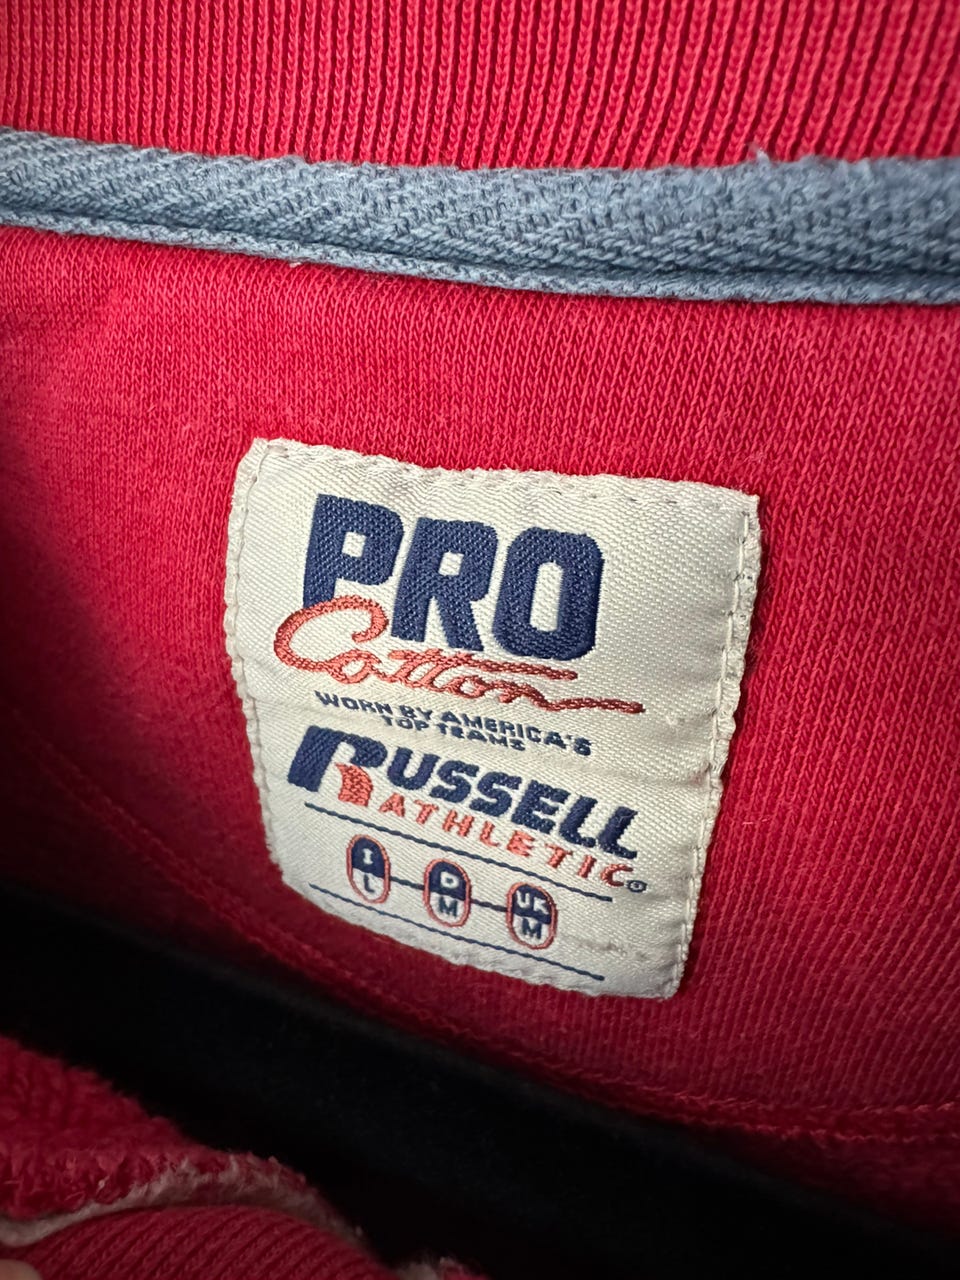 PRO
Cotton
WORN BY AMERICA'S
TOP TEAMS
RUSSELL
ATHLETIC®
I D UK
L M M